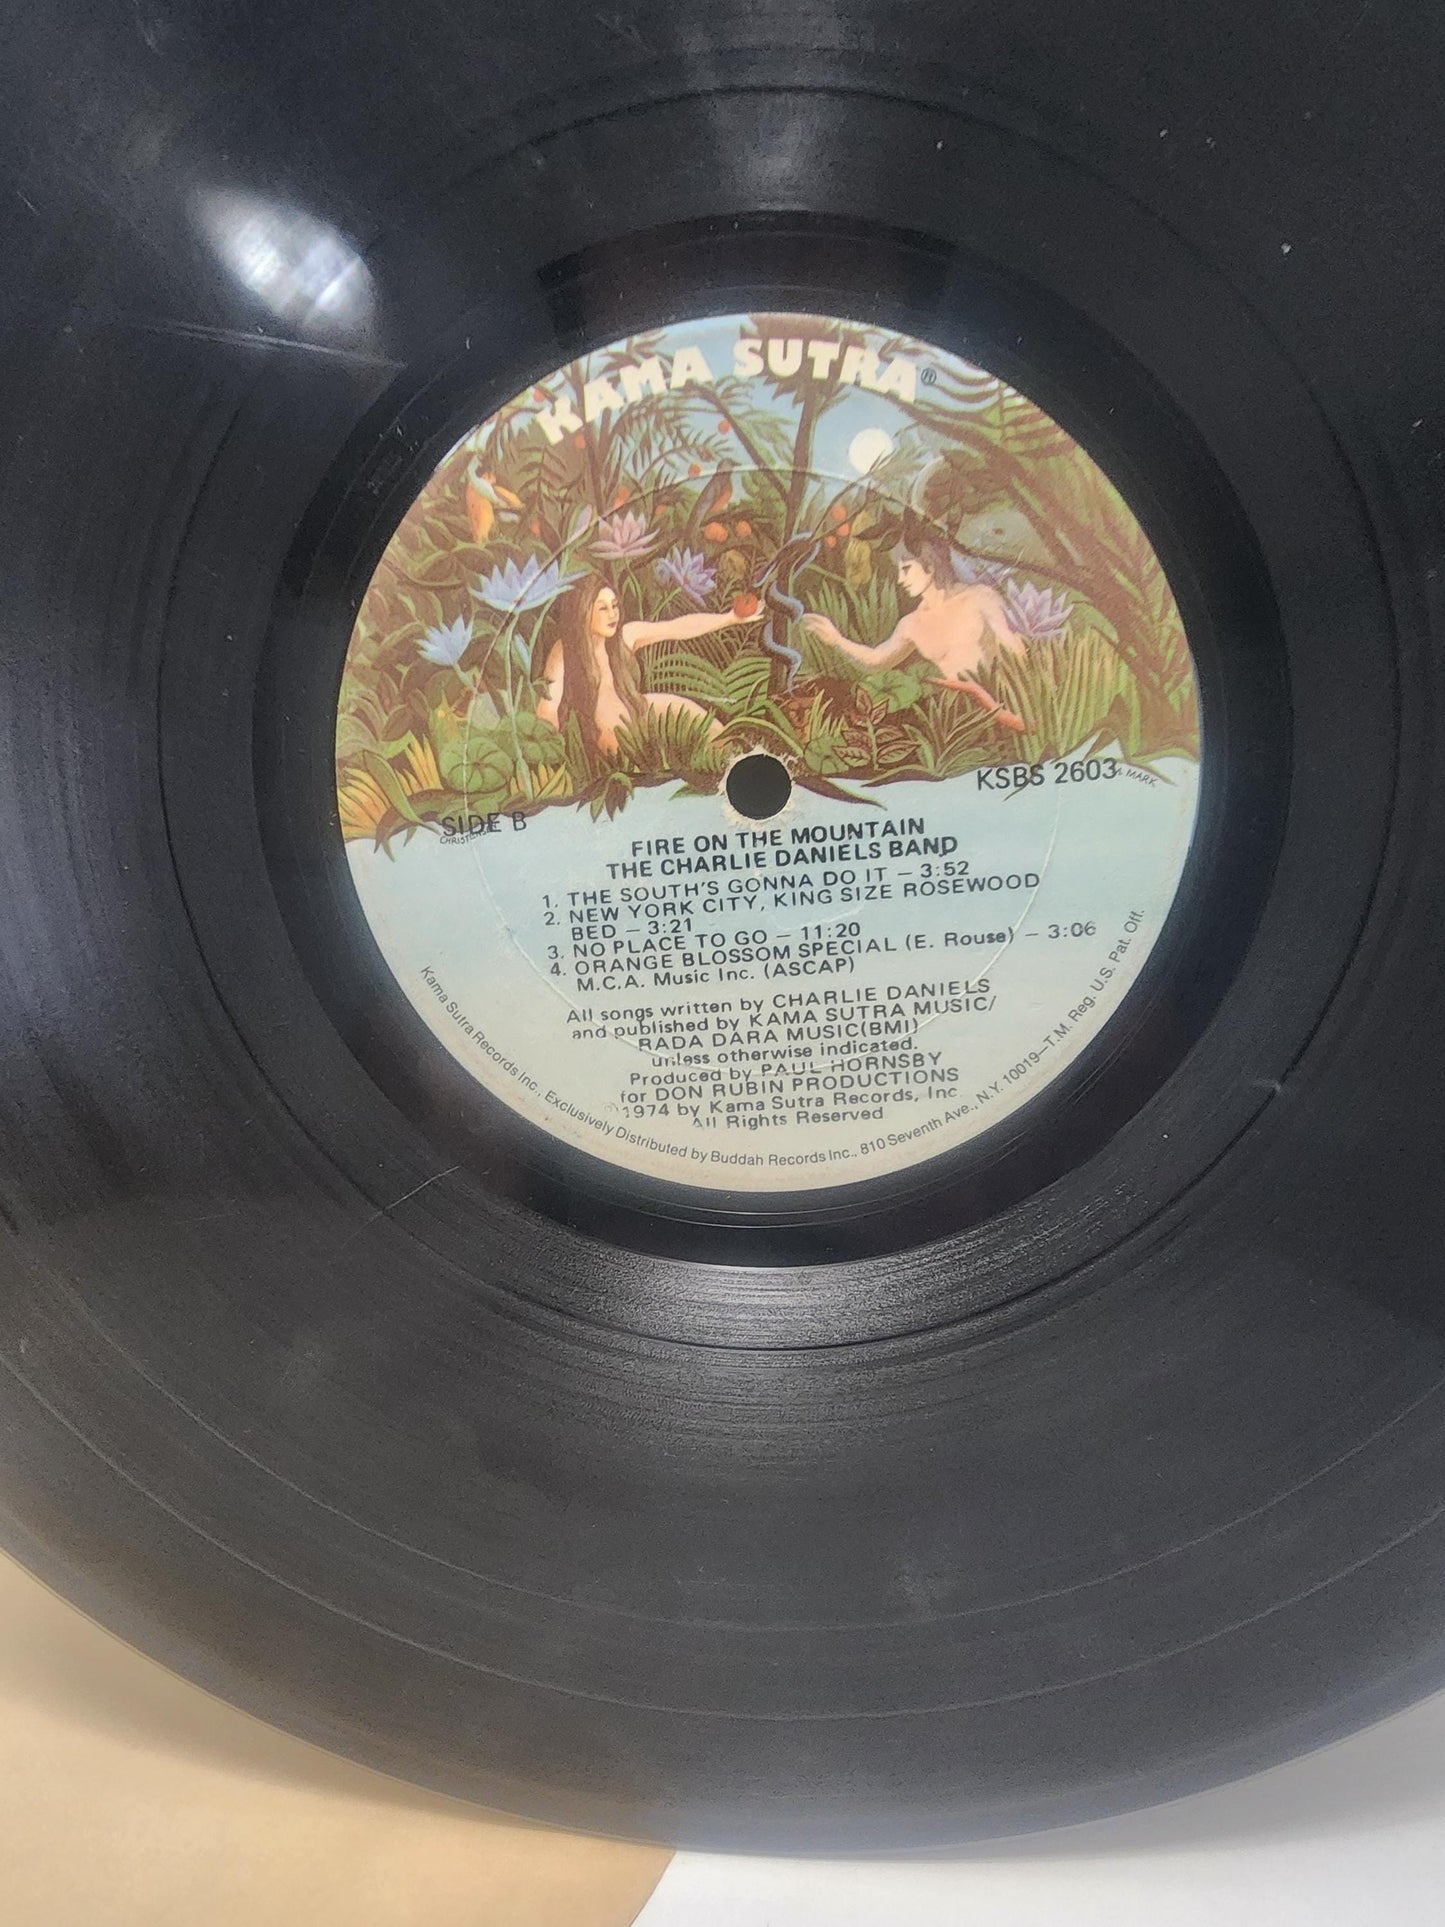 KAMA SUTRA®
KSBS 2603
& MARK
SIDE B
FIRE ON THE MOUNTAIN
THE CHARLIE DANIELS BAND
1. THE SOUTH'S GONNA DO IT — 3:52
2. NEW YORK CITY, KING SIZE ROSEWOOD
BED — 3:21
3. NO PLACE TO GO — 11:20
4. ORANGE BLOSSOM SPECIAL (E. Rouse) — 3:06
M.C.A. Music Inc. (ASCAP)
All songs written by CHARLIE DANIELS
and published by KAMA SUTRA MUSIC/
RADA DARA MUSIC(BMI)
unless otherwise indicated.
Produced by PAUL HORNSBY
for DON RUBIN PRODUCTIONS
℗1974 by Kama Sutra Records, Inc.
All Rights Reserved
Kama Sutra Records Inc., Exclusively Distributed by Buddah Records Inc., 810 Seventh Ave., N.Y. 10019—T.M. Reg. U.S. Pat. Off.